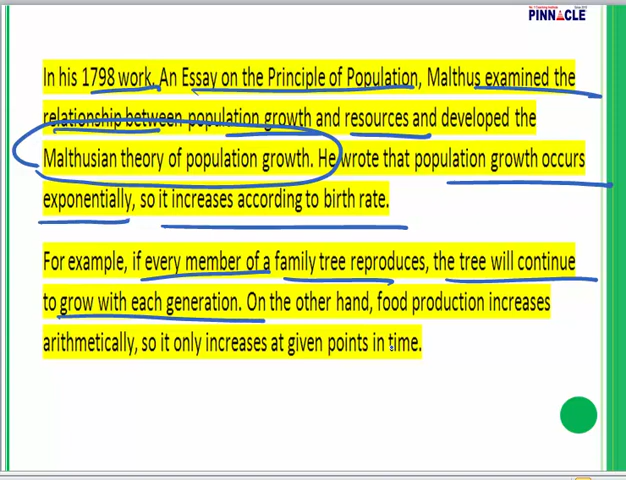 PINNACLE
In his 1798 work. An Essay on the Principle of Population, Malthus examined the
relationship between population growth and resources and developed the
Malthusian theory of population growth. He wrote that population growth occurs
exponentially, so it increases according to birth rate.
For example, if every member of a family tree reproduces, the tree will continue
to grow with each generation. On the other hand, food production increases
arithmetically, so it only increases at given points in time.